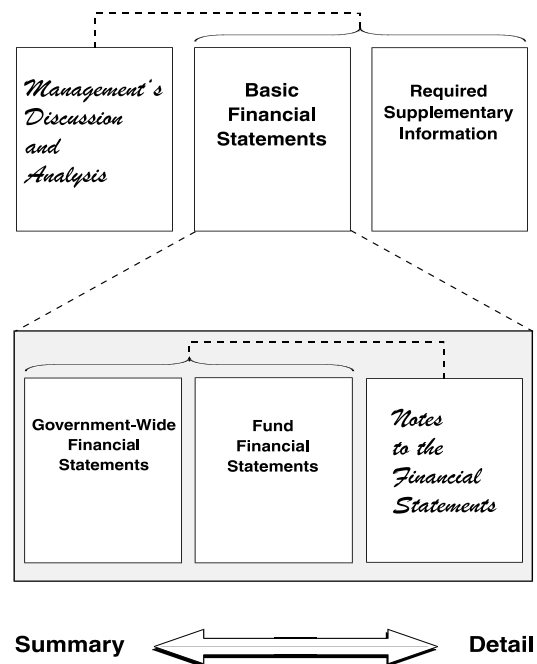 Management's
Discussion
and
Analysis
Basic
Financial
Statements
Required
Supplementary
Information
Government-Wide
Financial
Statements
Fund
Financial
Statements
Notes
to the
Financial
Statements
Summary
Detail